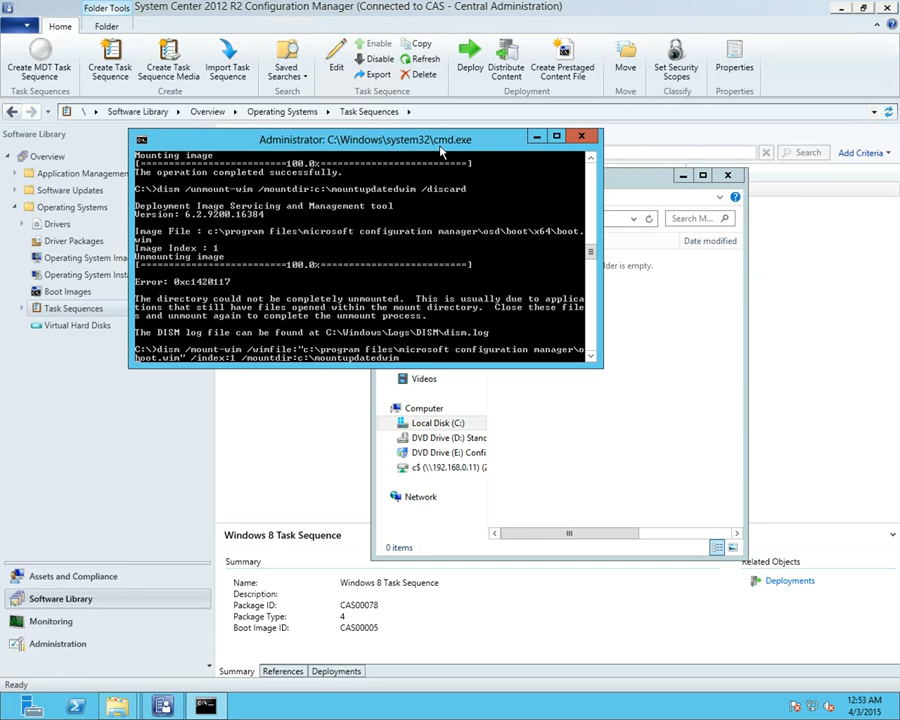 Folder Tools
System Center 2012 R2 Configuration Manager (Connected to CAS - Central Administration)
Home
Folder
Create MDT Task Sequence
Create Task Sequence
Create Task Sequence Media
Import Task Sequence
Saved Searches
Edit
Enable
Disable
Export
Copy
Refresh
Delete
Deploy
Distribute Content
Create Prestaged Content File
Move
Set Security Scopes
Properties
Task Sequences
Create
Search
Task Sequence
Deployment
Move
Classify
Properties
\ Software Library Overview Operating Systems Task Sequences
Software Library
Search
Add Criteria
Overview
Application Management
Software Updates
Operating Systems
Drivers
Driver Packages
Operating System Ima
Operating System Inst
Boot Images
Task Sequences
Virtual Hard Disks
Administrator: C:\Windows\system32\cmd.exe
Mounting image
[==========================100.0%==========================]
The operation completed successfully.
C:\>dism /unmount-wim /mountdir:c:\mountupdatedwim /discard
Deployment Image Servicing and Management tool
Version: 6.2.9200.16384
Image File : c:\program files\microsoft configuration manager\osd\boot\x64\boot.
wim
Image Index : 1
Unmounting image
[==========================100.0%==========================]
Error: 0xc1420117
The directory could not be completely unmounted.  This is usually due to applica
tions that still have files opened within the mount directory.  Close these file
s and unmount again to complete the unmount process.
The DISM log file can be found at C:\Windows\Logs\DISM\dism.log
C:\>dism /mount-wim /wimfile:"c:\program files\microsoft configuration manager\o
boot.wim" /index:1 /mountdir:c:\mountupdatedwim
Search M...
Date modified
lder is empty.
Videos
Computer
Local Disk (C:)
DVD Drive (D:) Stand
DVD Drive (E:) Confi
c$ (\\192.168.0.11) (Z
Network
0 items
Windows 8 Task Sequence
Summary
Name: Windows 8 Task Sequence
Description:
Package ID: CAS00078
Package Type: 4
Boot Image ID: CAS00005
Related Objects
Deployments
Assets and Compliance
Software Library
Monitoring
Administration
Summary
References
Deployments
Ready
12:53 AM
4/3/2015